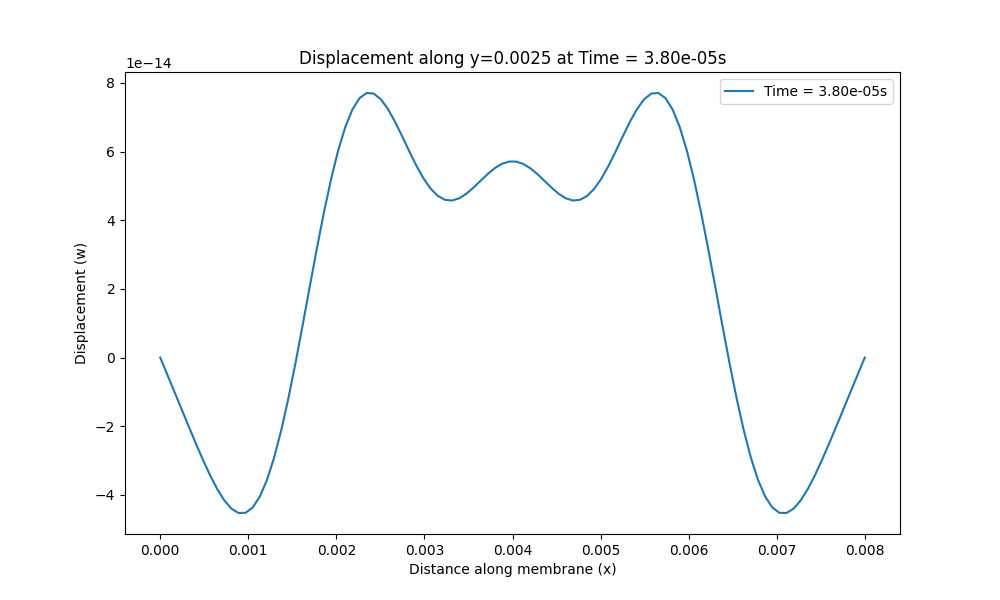 Displacement along y=0.0025 at Time = 3.80e-05s
1e−14
Time = 3.80e-05s
8
6
4
2
0
−2
−4
Displacement (w)
0.000 0.001 0.002 0.003 0.004 0.005 0.006 0.007 0.008
Distance along membrane (x)